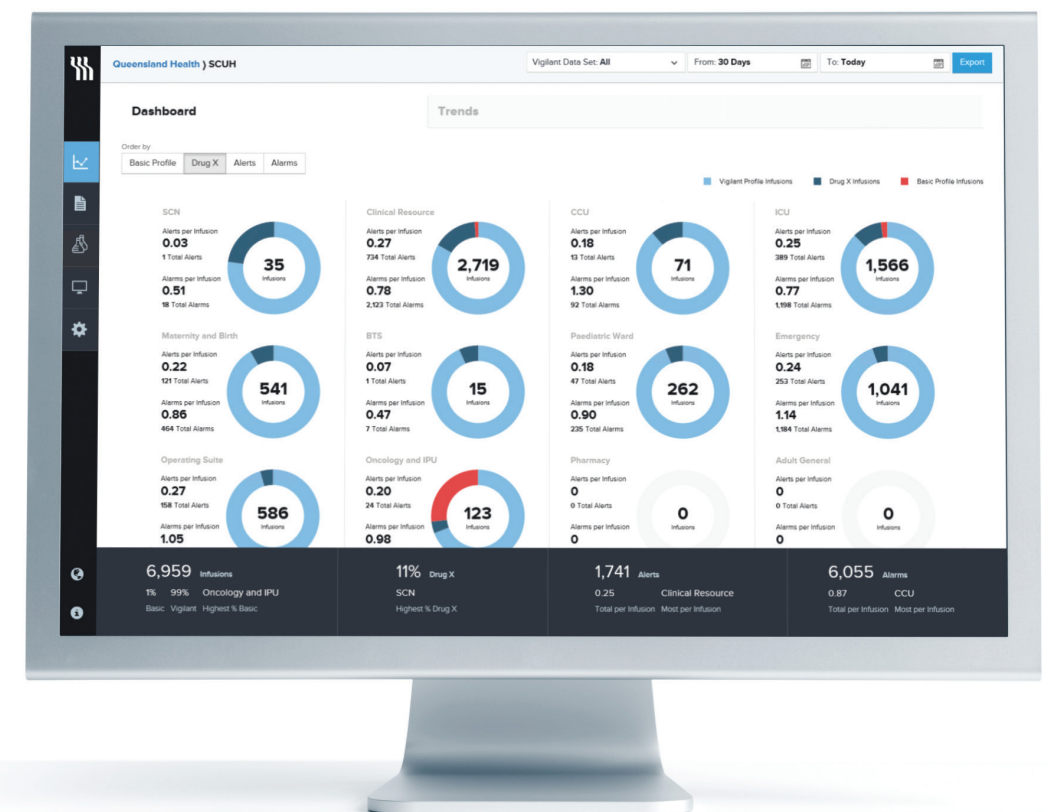 Queensland Health ) SCUH
Vigilant Data Set: All
From: 30 Days
To: Today
Export
Dashboard
Trends
Order by
Basic Profile Drug X Alerts Alarms
Vigilant Profile Infusions Drug X Infusions Basic Profile Infusions
SCN
Alerts per Infusion
0.03
1 Total Alerts
Alarms per Infusion
0.51
18 Total Alarms
35
Infusions
Clinical Resource
Alerts per Infusion
0.27
734 Total Alerts
Alarms per Infusion
0.78
2,123 Total Alarms
2,719
Infusions
CCU
Alerts per Infusion
0.18
13 Total Alerts
Alarms per Infusion
1.30
92 Total Alarms
71
Infusions
ICU
Alerts per Infusion
0.25
389 Total Alerts
Alarms per Infusion
0.77
1,198 Total Alarms
1,566
Infusions
Maternity and Birth
Alerts per Infusion
0.22
121 Total Alerts
Alarms per Infusion
0.86
464 Total Alarms
541
Infusions
BTS
Alerts per Infusion
0.07
1 Total Alerts
Alarms per Infusion
0.47
7 Total Alarms
15
Infusions
Paediatric Ward
Alerts per Infusion
0.18
47 Total Alerts
Alarms per Infusion
0.90
235 Total Alarms
262
Infusions
Emergency
Alerts per Infusion
0.24
253 Total Alerts
Alarms per Infusion
1.14
1,184 Total Alarms
1,041
Infusions
Operating Suite
Alerts per Infusion
0.27
158 Total Alerts
Alarms per Infusion
1.05
586
Infusions
Oncology and IPU
Alerts per Infusion
0.20
24 Total Alerts
Alarms per Infusion
0.98
123
Infusions
Pharmacy
Alerts per Infusion
0
0 Total Alerts
Alarms per Infusion
0
0
Infusions
Adult General
Alerts per Infusion
0
0 Total Alerts
Alarms per Infusion
0
0
Infusions
6,959 Infusions
1% 99% Oncology and IPU
Basic Vigilant Highest % Basic
11% Drug X
SCN
Highest % Drug X
1,741 Alerts
0.25 Clinical Resource
Total per Infusion Most per Infusion
6,055 Alarms
0.87 CCU
Total per Infusion Most per Infusion